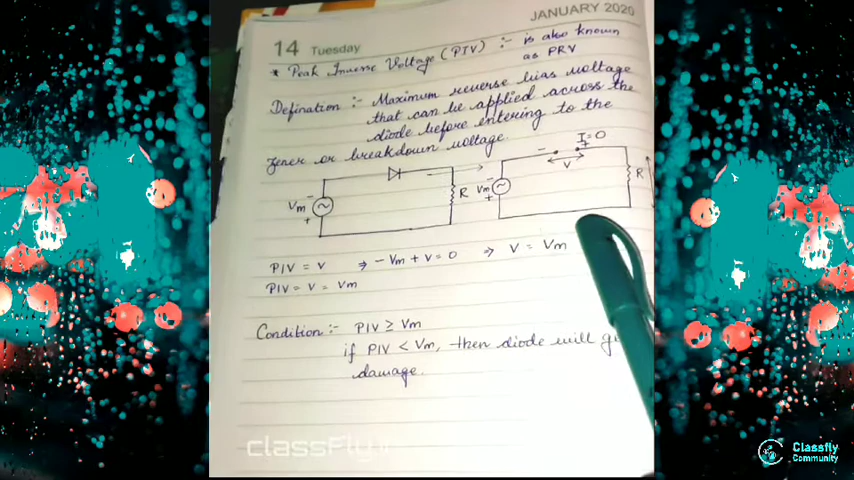 JANUARY 2020
14 Tuesday
* Peak Inverse Voltage (PIV) :- is also known
as PRV
Defination :- Maximum reverse bias voltage
that can be applied across the
diode before entering to the
zener or breakdown voltage.
I=0
- +
V
Vm - + R
Vm - + R
PIV = V ⇒ -Vm + V = 0 ⇒ V = Vm
PIV = V = Vm
Condition :- PIV ≥ Vm
if PIV < Vm, then diode will
damage.
classFly
Classfly
Community